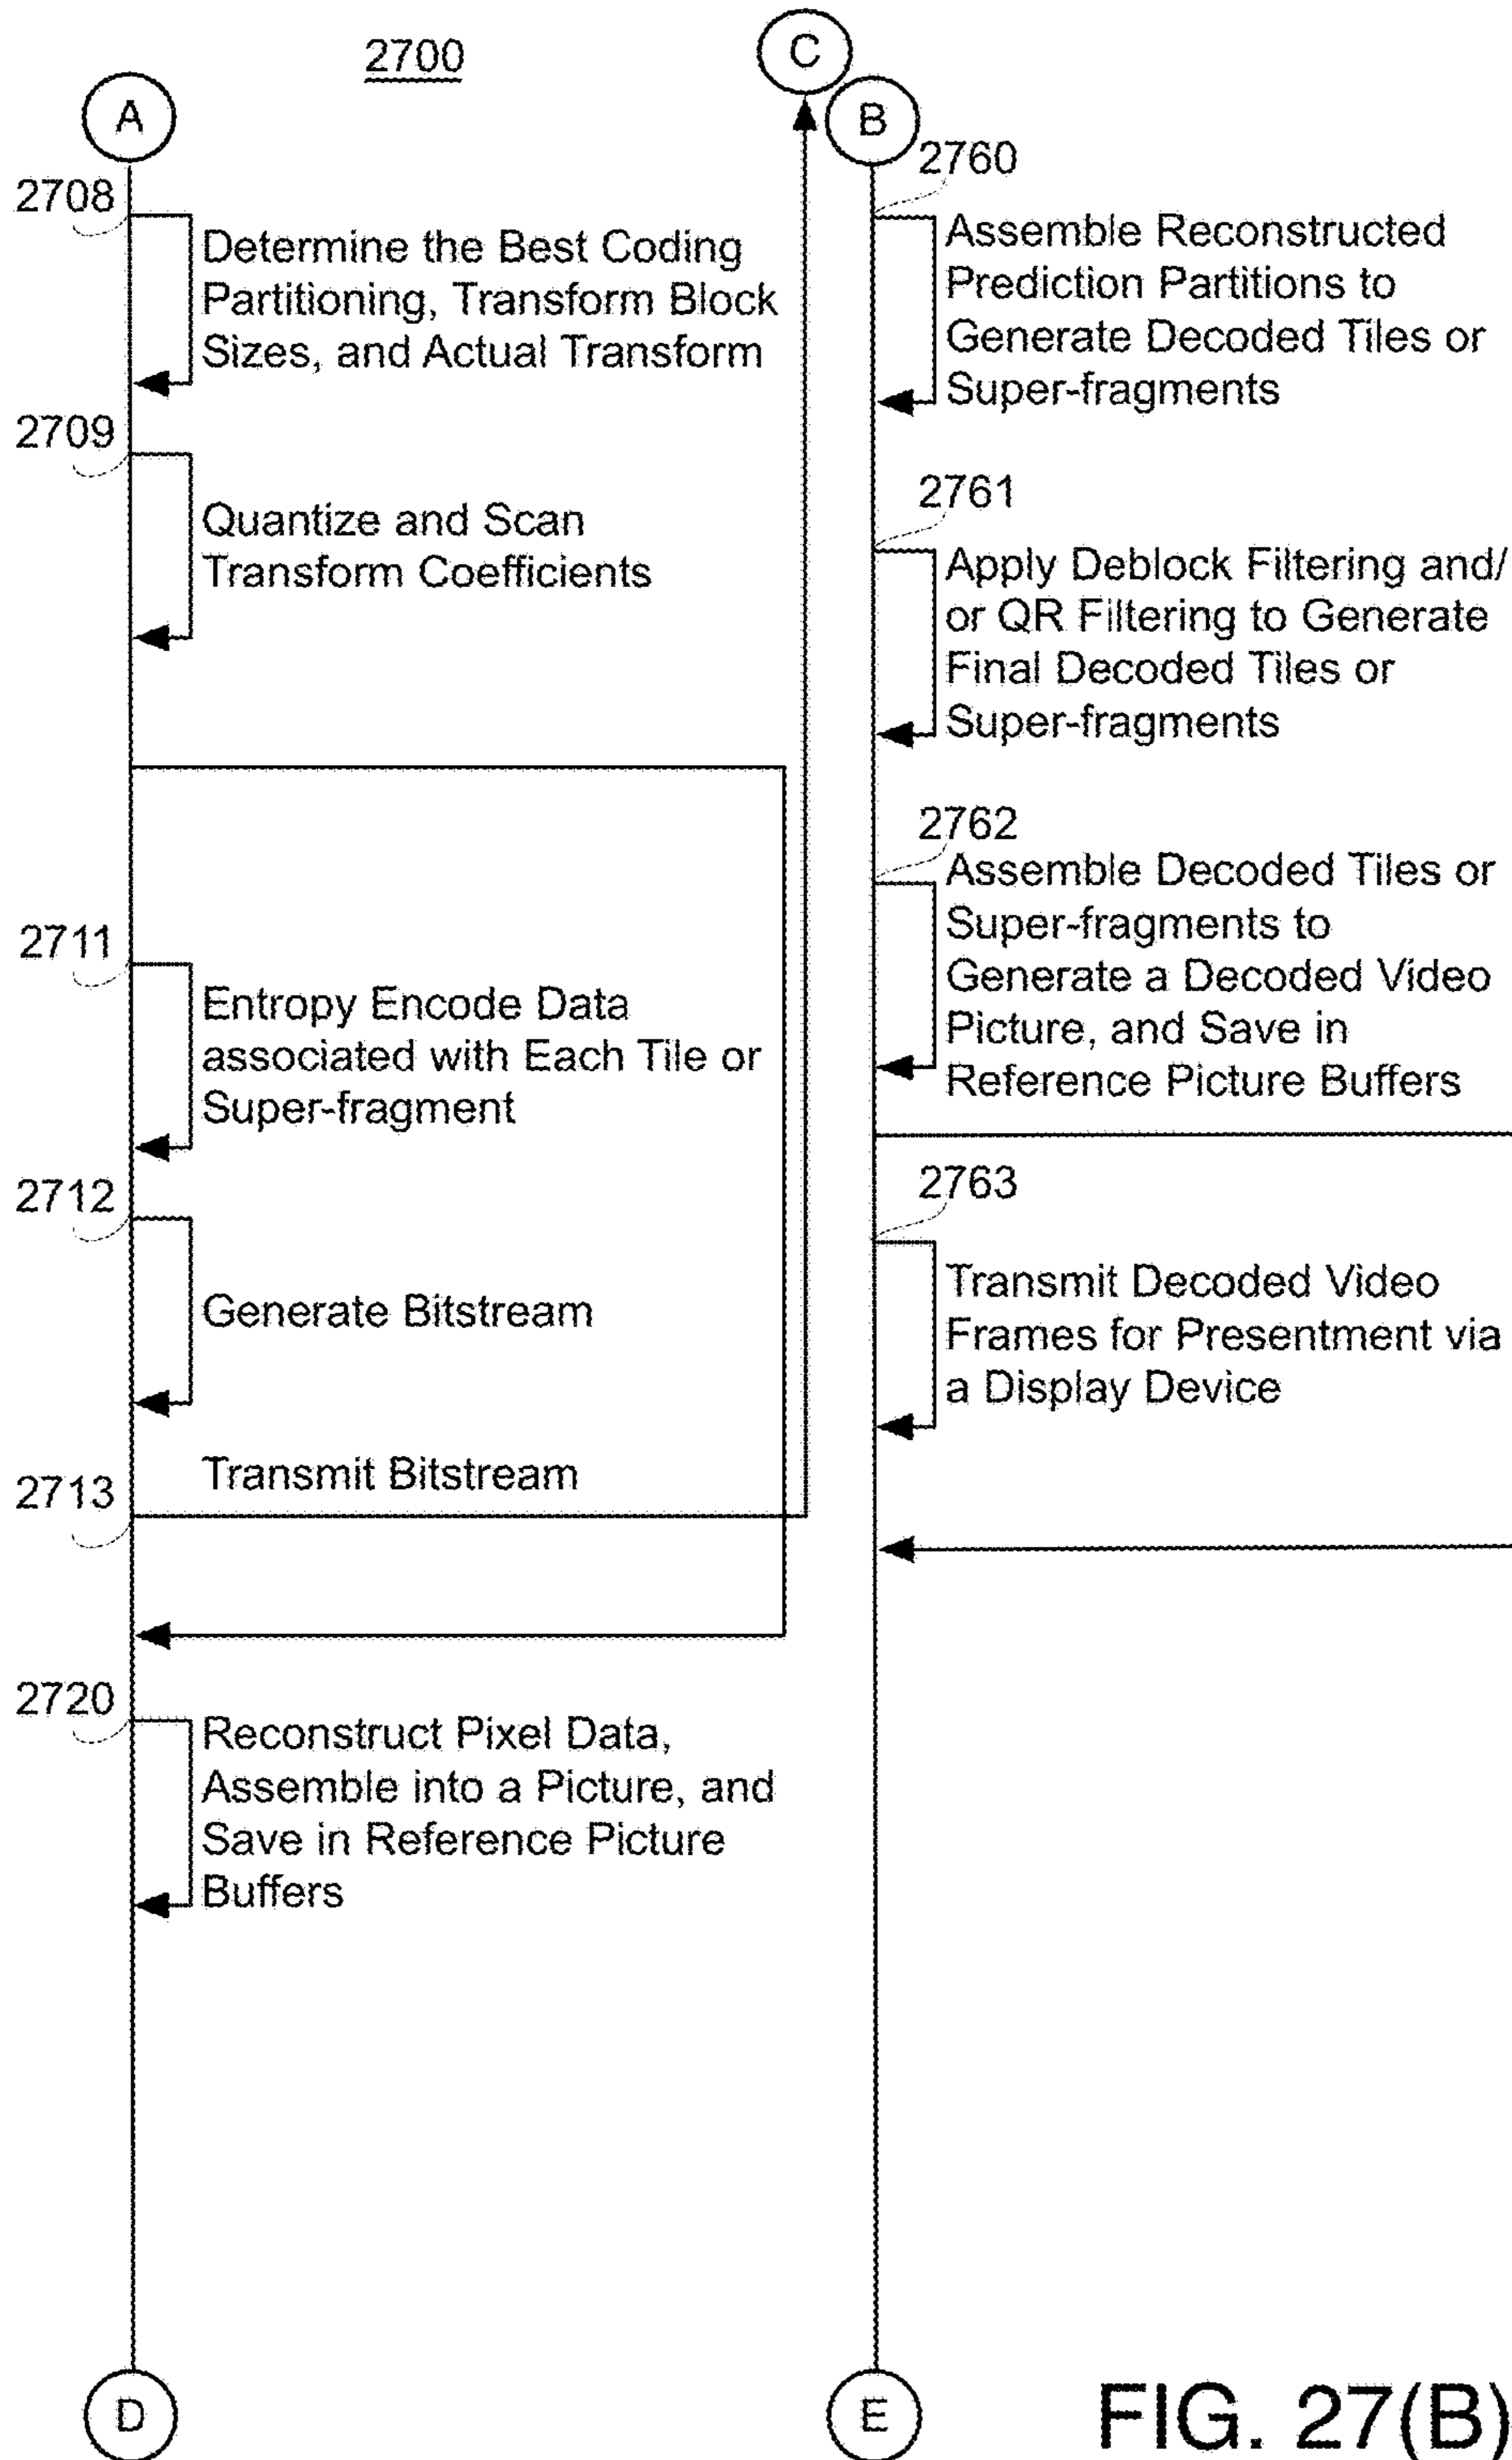 2700
A
C
B
2708
Determine the Best Coding
Partitioning, Transform Block
Sizes, and Actual Transform
2709
Quantize and Scan
Transform Coefficients
2711
Entropy Encode Data
associated with Each Tile or
Super-fragment
2712
Generate Bitstream
2713
Transmit Bitstream
2720
Reconstruct Pixel Data,
Assemble into a Picture, and
Save in Reference Picture
Buffers
D
2760
Assemble Reconstructed
Prediction Partitions to
Generate Decoded Tiles or
Super-fragments
2761
Apply Deblock Filtering and/
or QR Filtering to Generate
Final Decoded Tiles or
Super-fragments
2762
Assemble Decoded Tiles or
Super-fragments to
Generate a Decoded Video
Picture, and Save in
Reference Picture Buffers
2763
Transmit Decoded Video
Frames for Presentment via
a Display Device
E
FIG. 27(B)